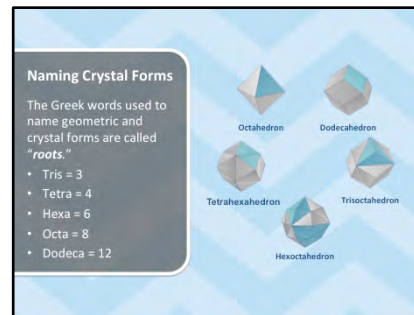 Naming Crystal Forms
The Greek words used to
name geometric and
crystal forms are called
“roots.”
• Tris = 3
• Tetra = 4
• Hexa = 6
• Octa = 8
• Dodeca = 12
Octahedron
Dodecahedron
Tetrahexahedron
Trisoctahedron
Hexoctahedron